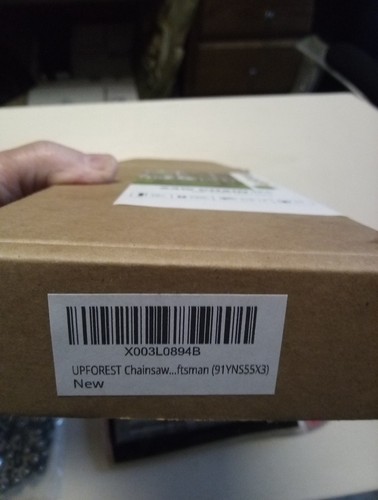 X003L0894B
UPFOREST Chainsaw...ftsman (91YNS55X3)
New